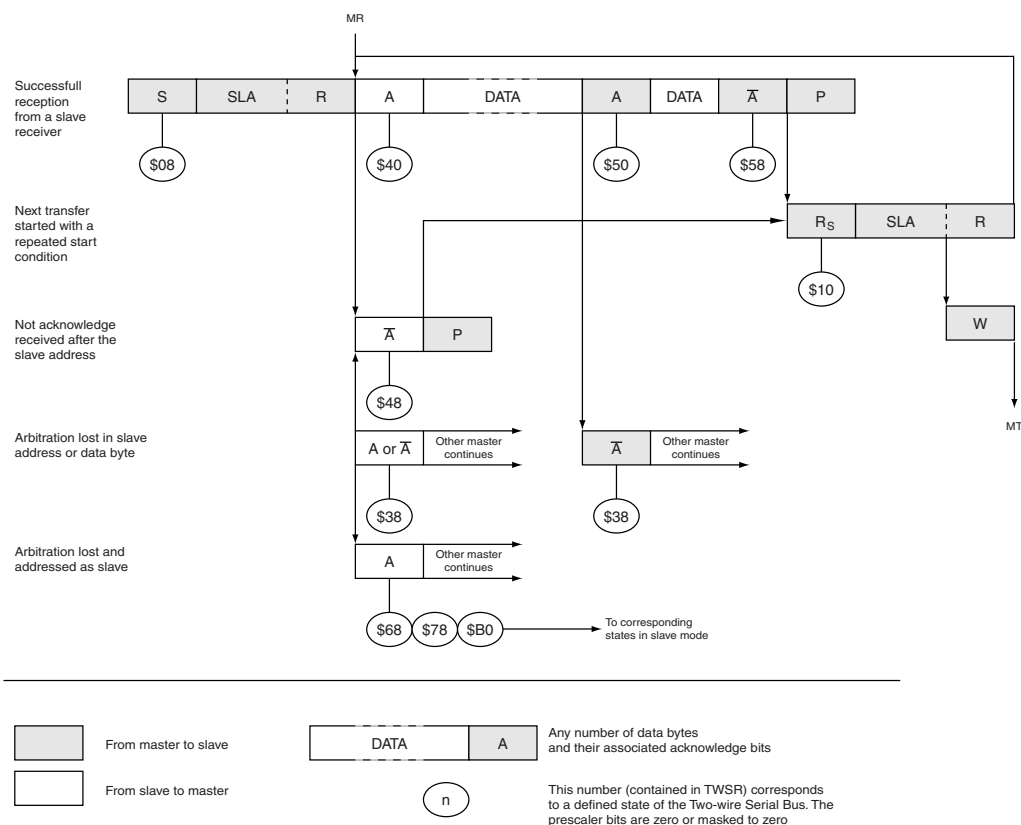 MR
Successfull
reception
from a slave
receiver
S SLA R A DATA A DATA A̅ P
$08 $40 $50 $58
Next transfer
started with a
repeated start
condition
RS SLA R
$10
Not acknowledge
received after the
slave address
A̅ P
W
$48
MT
Arbitration lost in slave
address or data byte
A or A̅ Other master
continues
A̅ Other master
continues
$38 $38
Arbitration lost and
addressed as slave
A Other master
continues
$68 $78 $B0 To corresponding
states in slave mode
From master to slave
DATA A Any number of data bytes
and their associated acknowledge bits
From slave to master
n This number (contained in TWSR) corresponds
to a defined state of the Two-wire Serial Bus. The
prescaler bits are zero or masked to zero